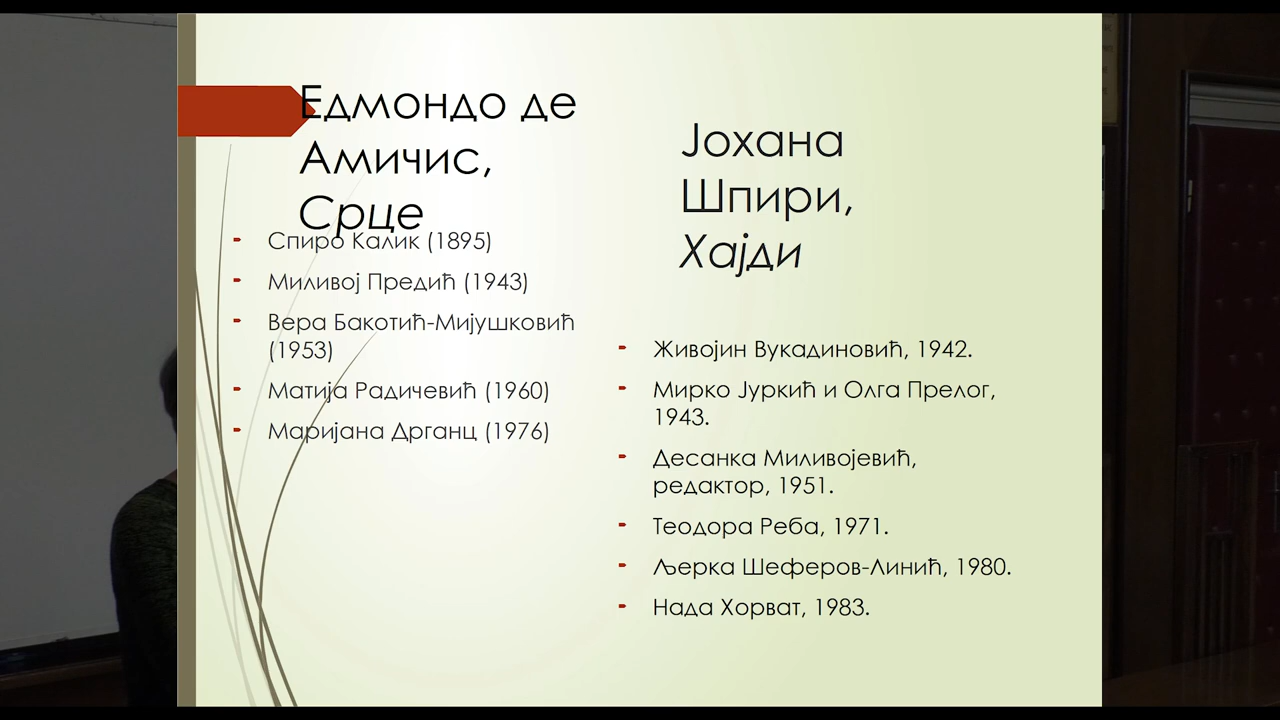 Едмондо де
Амичис,
Срце
Спиро Калик (1895)
Миливој Предић (1943)
Вера Бакотић-Мијушковић
(1953)
Матија Радичевић (1960)
Маријана Дрганц (1976)
Јохана
Шпири,
Хајди
Живојин Вукадиновић, 1942.
Мирко Јуркић и Олга Прелог,
1943.
Десанка Миливојевић,
редактор, 1951.
Теодора Реба, 1971.
Љерка Шеферов-Линић, 1980.
Нада Хорват, 1983.